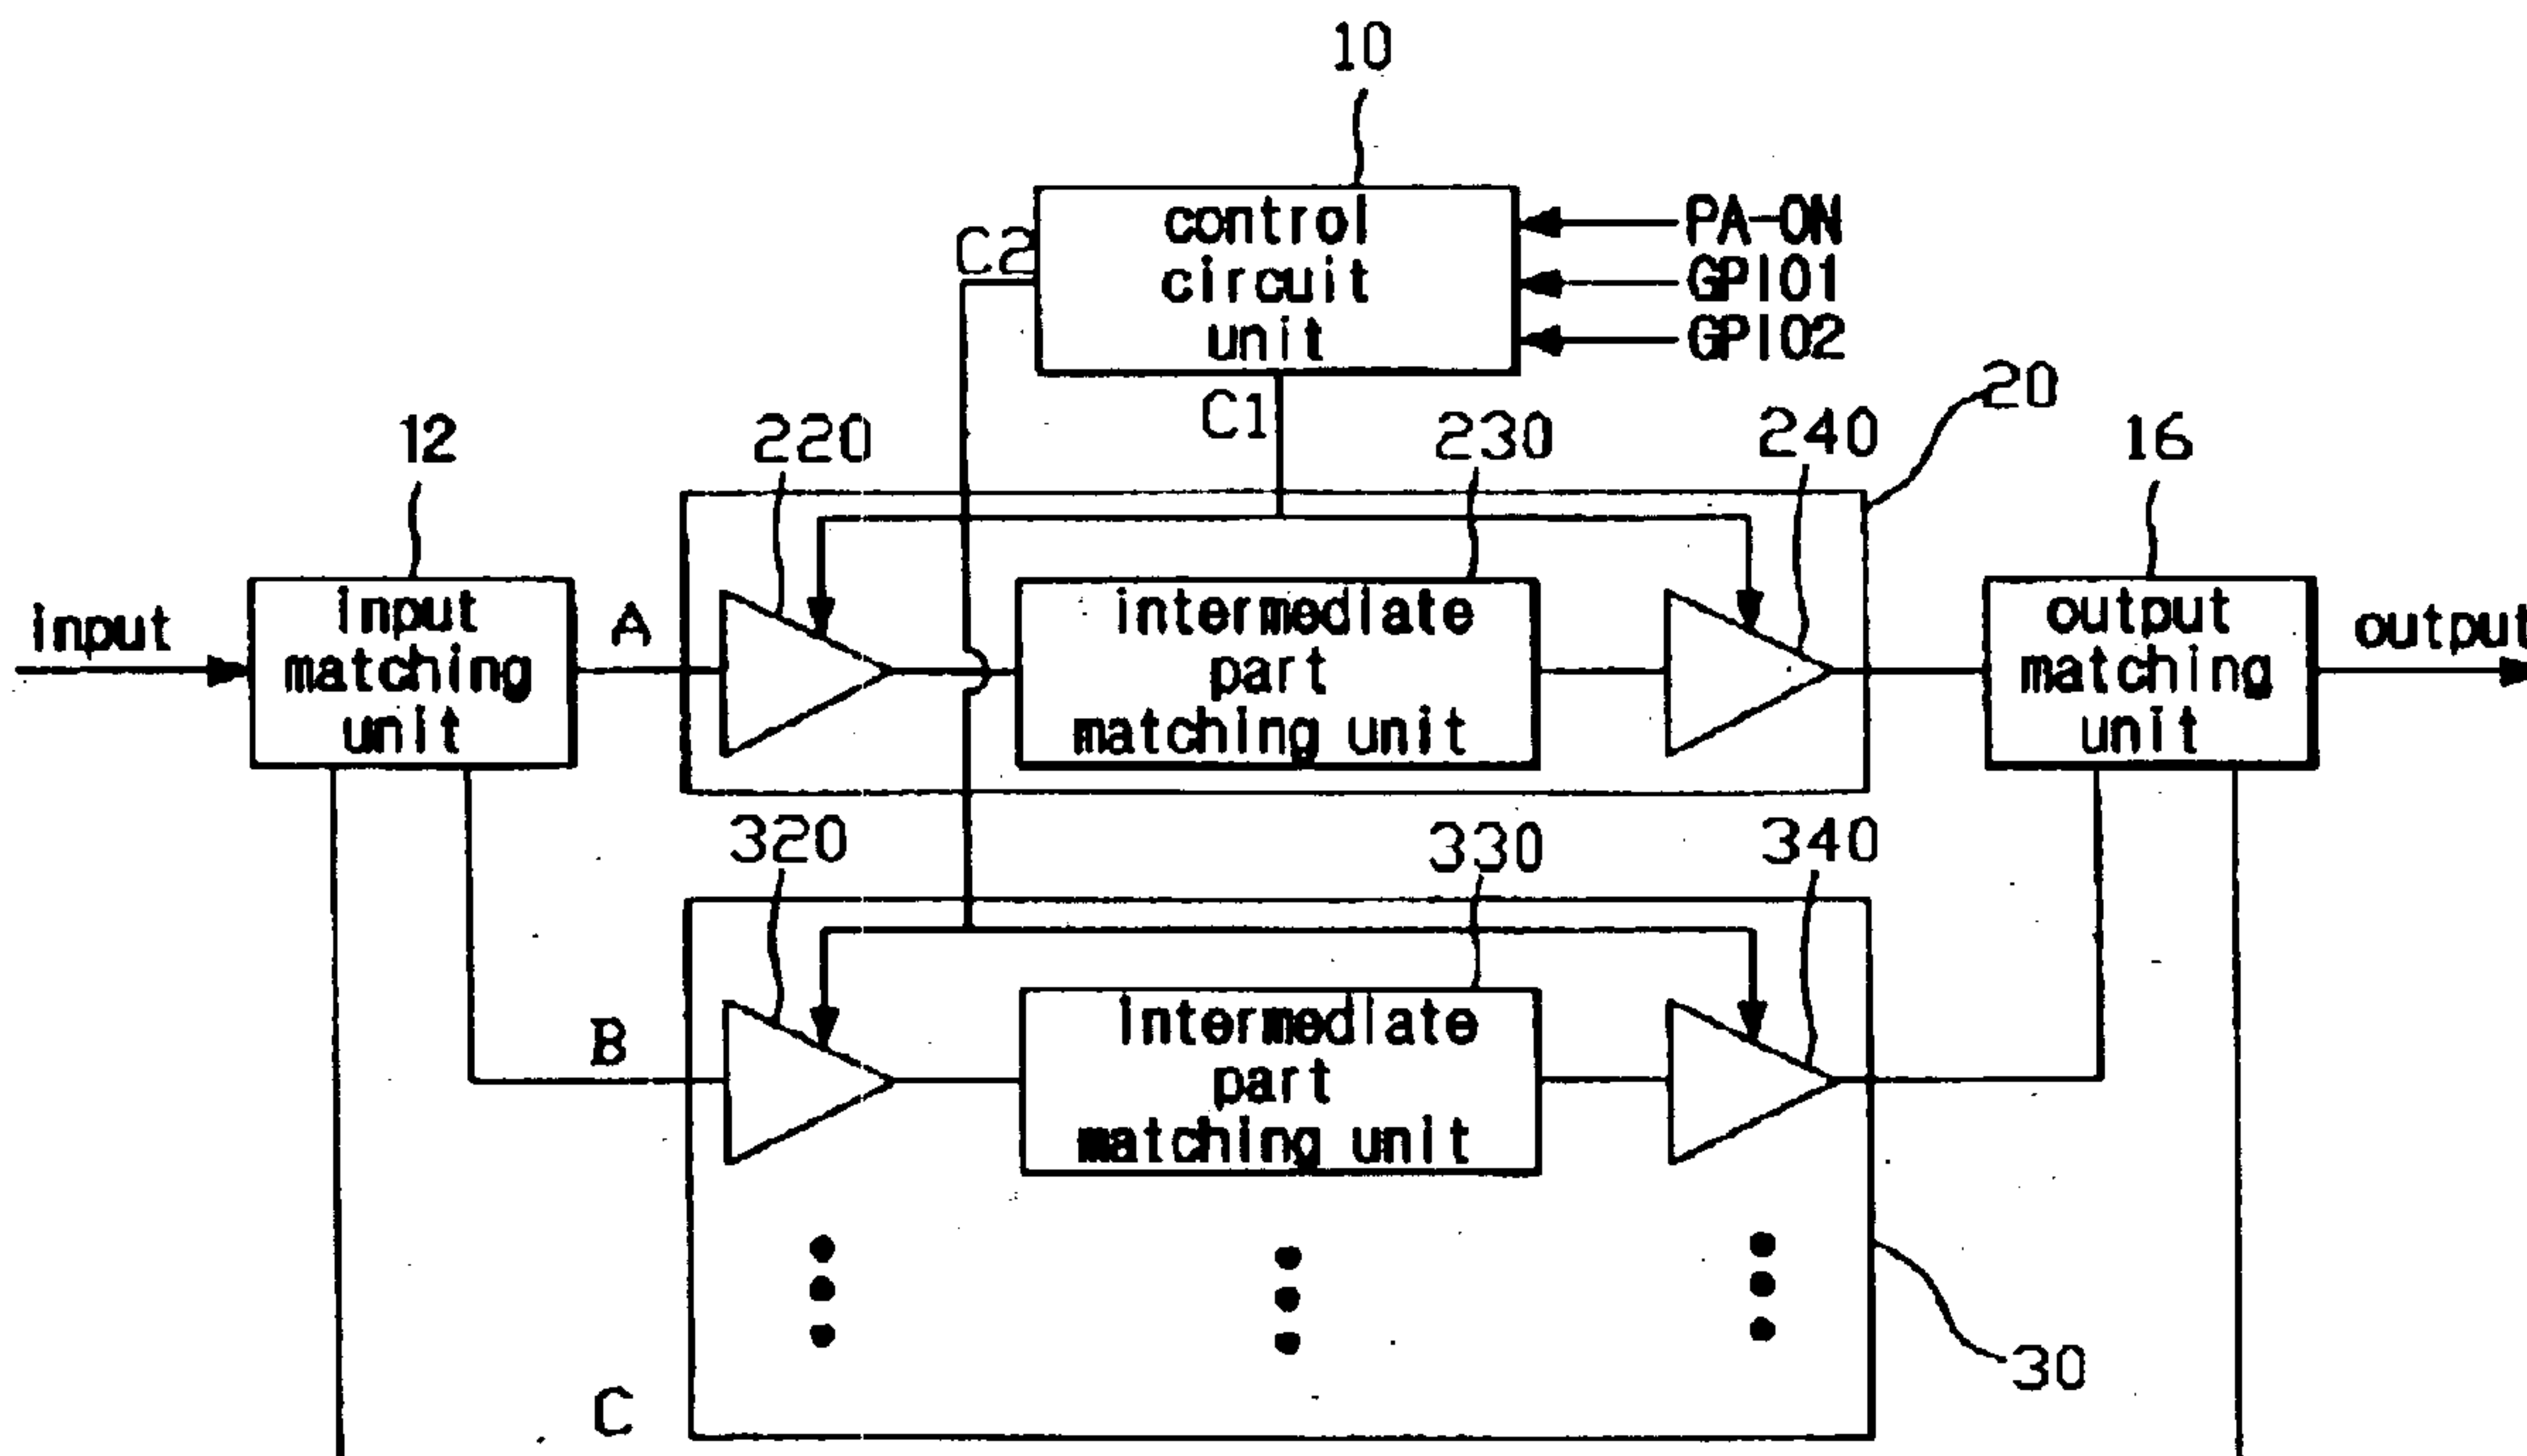 10
control
circuit
unit
PA-ON
GPIO1
GPIO2
C2
C1
20
12
220
230
240
16
input
input
matching
unit
A
intermediate
part
matching unit
output
matching
unit
output
320
330
340
B
intermediate
part
matching unit
30
C